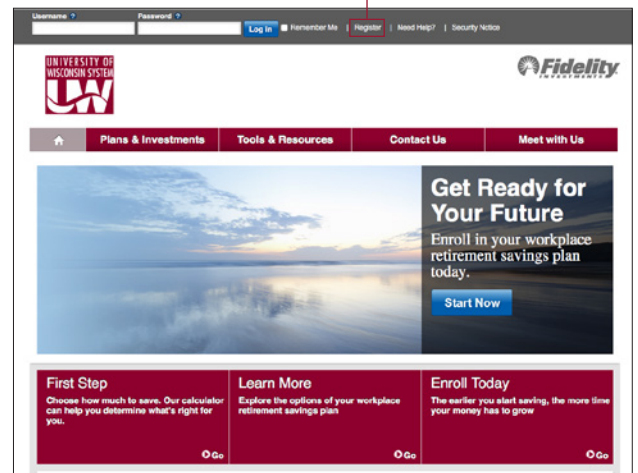 Username ?
Password ?
Log In Remember Me | Register | Need Help? | Security Notice
UNIVERSITY OF
WISCONSIN SYSTEM
UW
Fidelity
INVESTMENTS
Plans & Investments
Tools & Resources
Contact Us
Meet with Us
Get Ready for
Your Future
Enroll in your workplace
retirement savings plan
today.
Start Now
First Step
Choose how much to save. Our calculator
can help you determine what's right for
you.
Go
Learn More
Explore the options of your workplace
retirement savings plan
Go
Enroll Today
The earlier you start saving, the more time
your money has to grow
Go